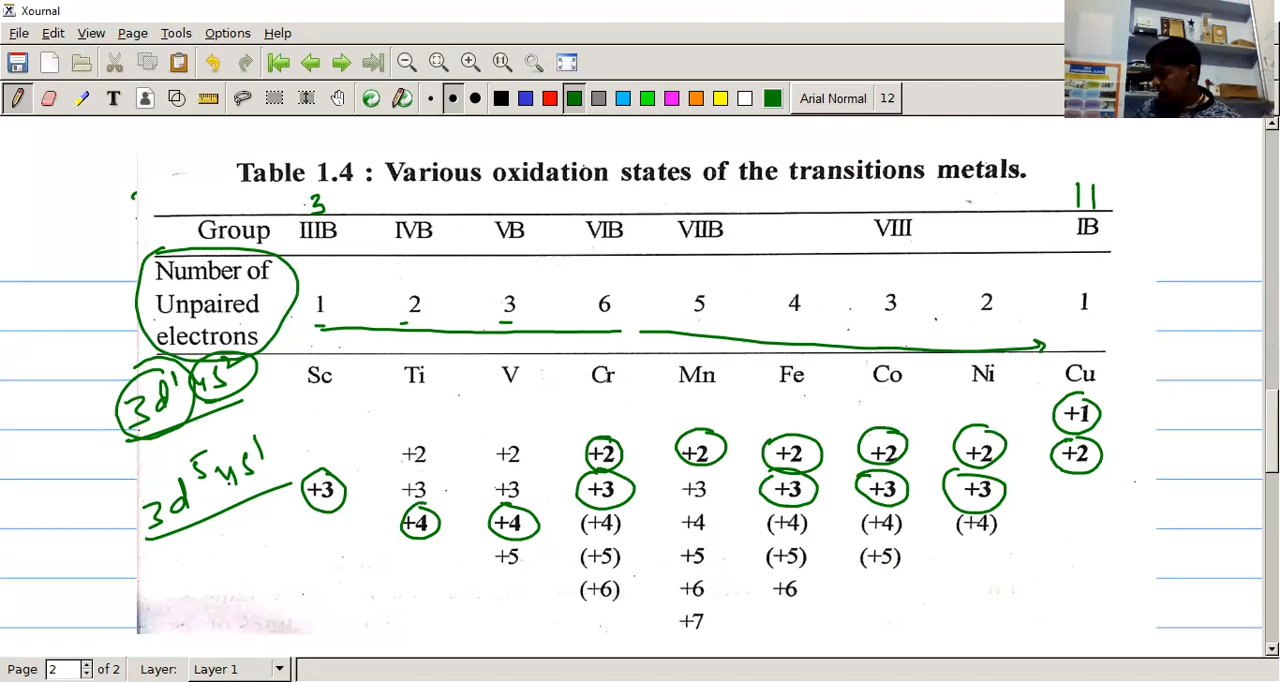 Xournal
File Edit View Page Tools Options Help
T Arial Normal 12
Table 1.4 : Various oxidation states of the transitions metals.
3 11
Group IIIB IVB VB VIB VIIB VIII IB
Number of
Unpaired 1 2 3 6 5 4 3 2 1
electrons
3d¹ 4s² Sc Ti V Cr Mn Fe Co Ni Cu
+1
+2 +2 +2 +2 +2 +2 +2 +2
3d⁵ 4s¹ +3 +3 +3 +3 +3 +3 +3 +3
+4 +4 (+4) +4 (+4) (+4) (+4)
+5 (+5) +5 (+5) (+5)
(+6) +6 +6
+7
Page 2 of 2 Layer: Layer 1